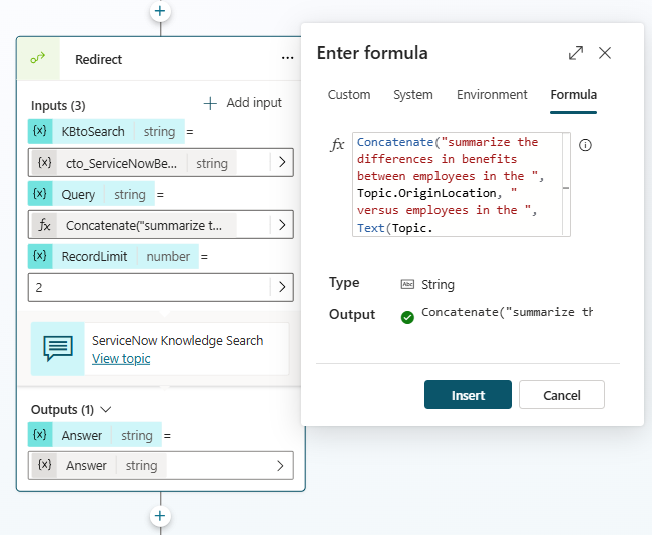 Redirect
Inputs (3)
Add input
{x} KBtoSearch string =
{x} cto_ServiceNowBe... string
{x} Query string =
fx Concatenate("summarize t...
{x} RecordLimit number =
2
ServiceNow Knowledge Search
View topic
Outputs (1)
{x} Answer string =
{x} Answer string
Enter formula
Custom System Environment Formula
fx
Concatenate("summarize the
differences in benefits
between employees in the ",
Topic.OriginLocation, "
versus employees in the ",
Text(Topic.
Type Abc String
Output Concatenate("summarize th
Insert Cancel